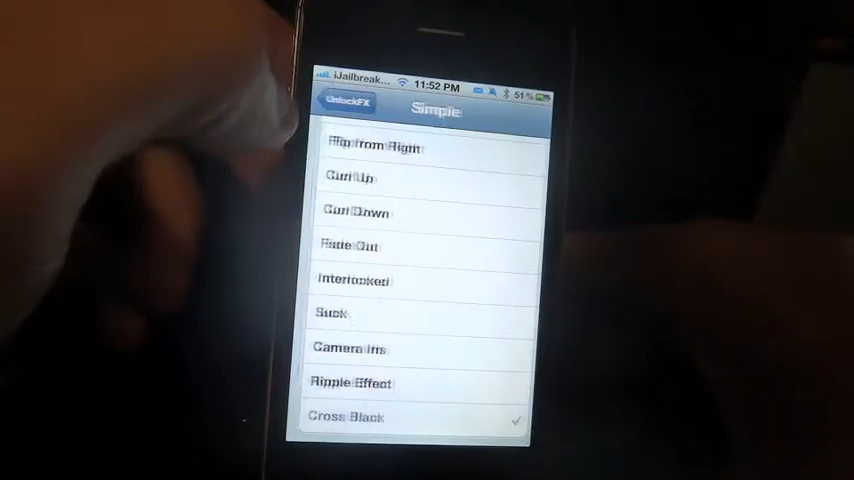 iJailbreak... 11:52 PM 51%
UnlockFX Simple
Flip from Right
Curl Up
Curl Down
Fade Out
Interlocked
Suck
Camera Iris
Ripple Effect
Cross Black